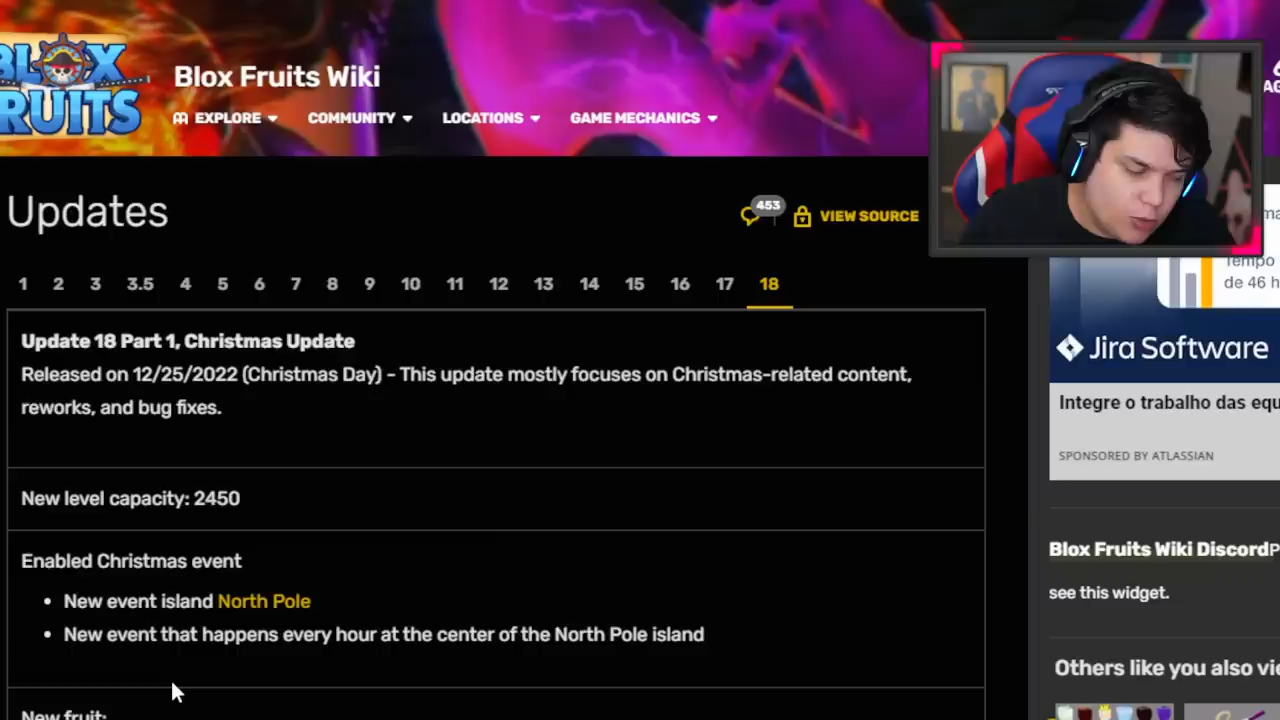 BLOX
FRUITS
Blox Fruits Wiki
EXPLORE
COMMUNITY
LOCATIONS
GAME MECHANICS
Updates
453
VIEW SOURCE
1 2 3 3.5 4 5 6 7 8 9 10 11 12 13 14 15 16 17 18
Update 18 Part 1, Christmas Update
Released on 12/25/2022 (Christmas Day) - This update mostly focuses on Christmas-related content,
reworks, and bug fixes.
New level capacity: 2450
Enabled Christmas event
• New event island North Pole
• New event that happens every hour at the center of the North Pole island
New fruit:
Tempo
de 46 h
Jira Software
Integre o trabalho das equ
SPONSORED BY ATLASSIAN
Blox Fruits Wiki Discord
see this widget.
Others like you also vie